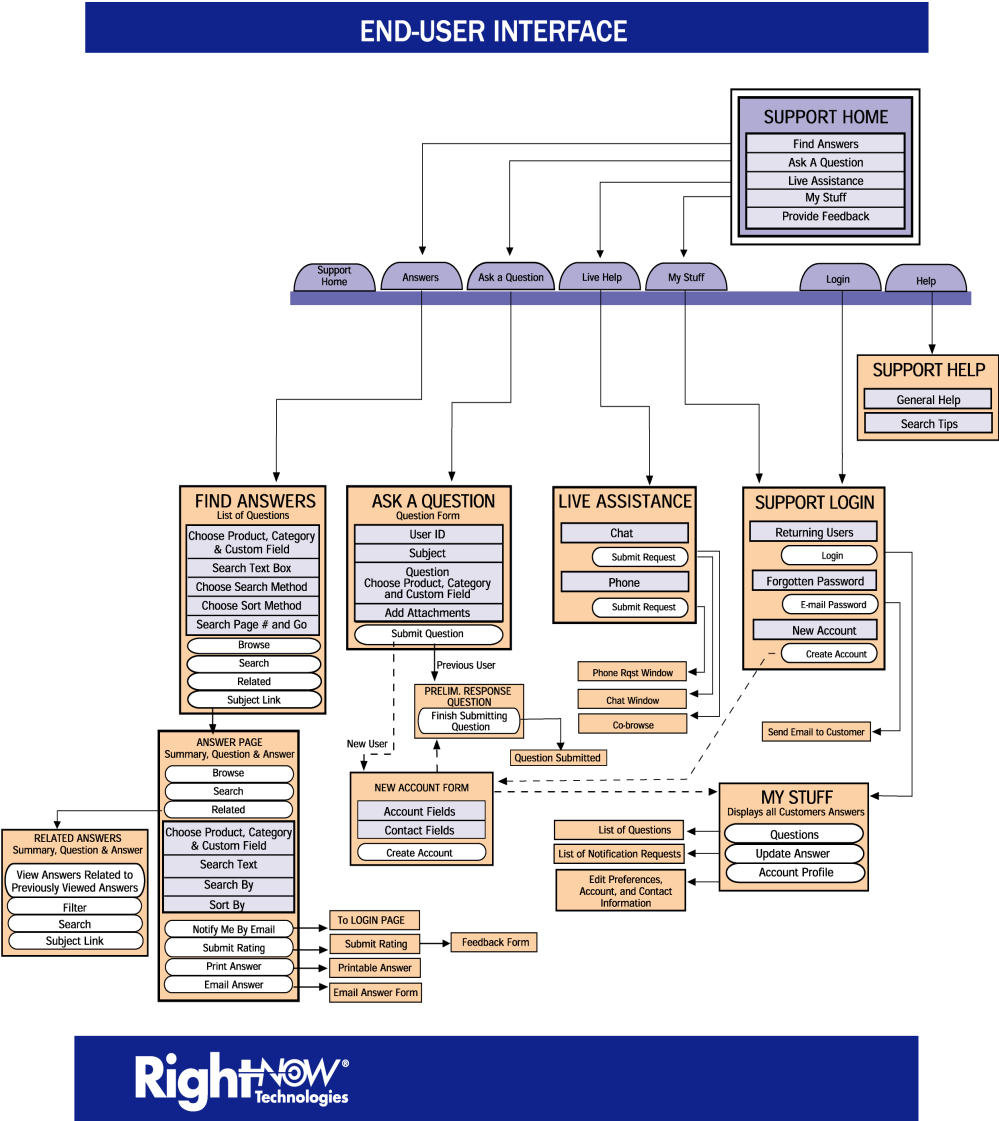 END-USER INTERFACE
SUPPORT HOME
Find Answers
Ask A Question
Live Assistance
My Stuff
Provide Feedback
Support
Home
Answers
Ask a Question
Live Help
My Stuff
Login
Help
SUPPORT HELP
General Help
Search Tips
FIND ANSWERS
List of Questions
Choose Product, Category
& Custom Field
Search Text Box
Choose Search Method
Choose Sort Method
Search Page # and Go
Browse
Search
Related
Subject Link
ASK A QUESTION
Question Form
User ID
Subject
Question
Choose Product, Category
and Custom Field
Add Attachments
Submit Question
LIVE ASSISTANCE
Chat
Submit Request
Phone
Submit Request
SUPPORT LOGIN
Returning Users
Login
Forgotten Password
E-mail Password
New Account
Create Account
Previous User
PRELIM. RESPONSE
QUESTION
Finish Submitting
Question
New User
Question Submitted
Phone Rqst Window
Chat Window
Co-browse
Send Email to Customer
ANSWER PAGE
Summary, Question & Answer
Browse
Search
Related
Choose Product, Category
& Custom Field
Search Text
Search By
Sort By
Notify Me By Email
Submit Rating
Print Answer
Email Answer
NEW ACCOUNT FORM
Account Fields
Contact Fields
Create Account
MY STUFF
Displays all Customers Answers
Questions
Update Answer
Account Profile
List of Questions
List of Notification Requests
Edit Preferences,
Account, and Contact
Information
RELATED ANSWERS
Summary, Question & Answer
View Answers Related to
Previously Viewed Answers
Filter
Search
Subject Link
To LOGIN PAGE
Submit Rating
Feedback Form
Printable Answer
Email Answer Form
RightNOW®
Technologies